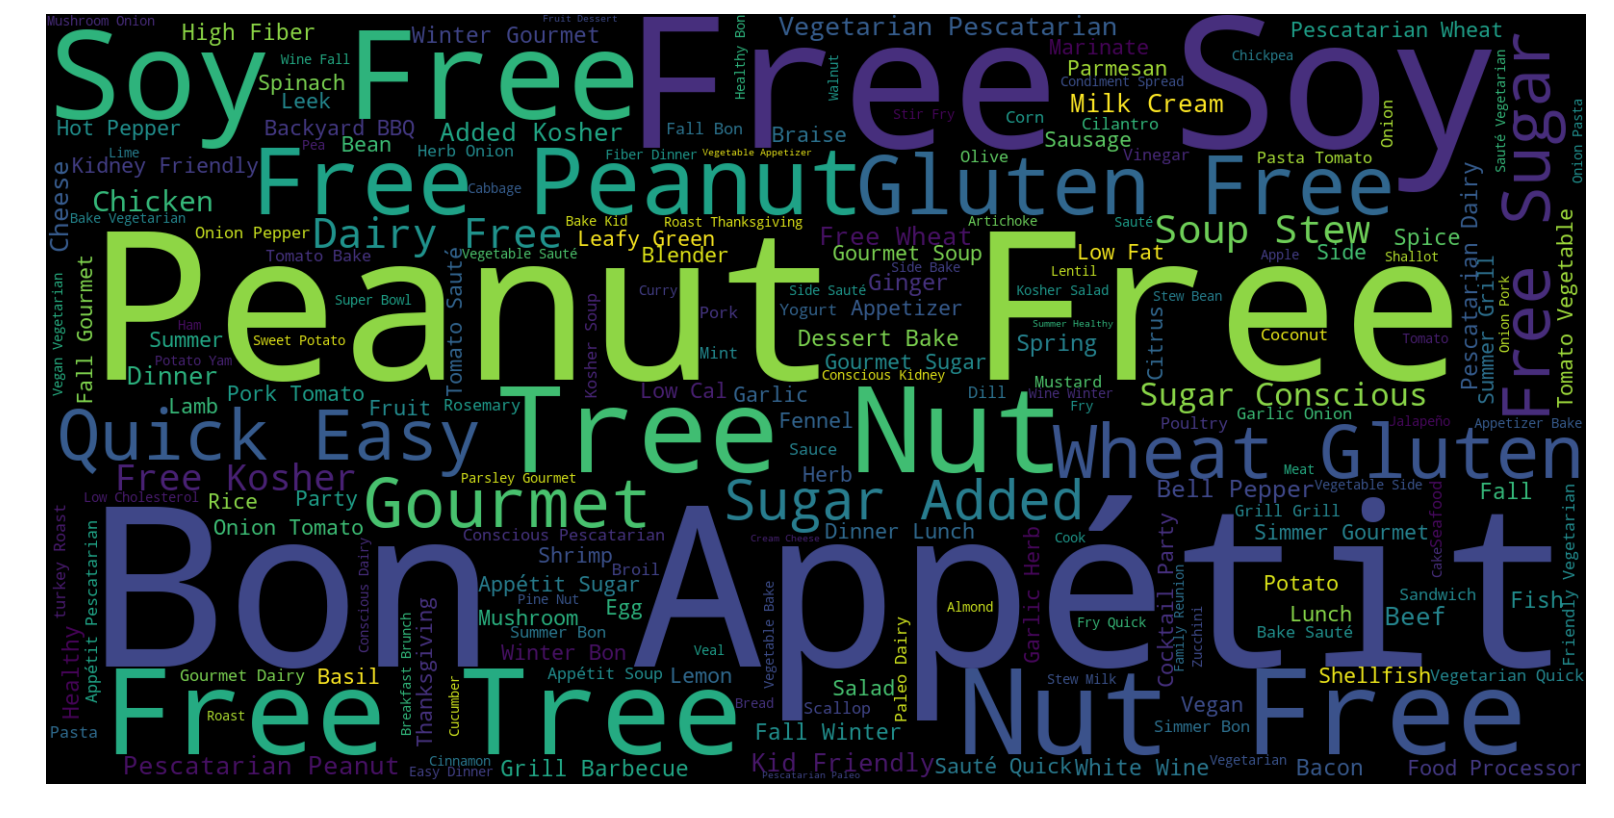 Mushroom Onion
Fruit Dessert
High Fiber
Winter Gourmet
Vegetarian Pescatarian
Pescatarian Wheat
Soy Free
Free Soy
Wine Fall
Healthy Bon
Walnut
Marinate
Chickpea
Spinach
Parmesan
Condiment Spread
Leek
Milk Cream
Onion
Sauté Vegetarian
Onion Pasta
Free Sugar
Hot Pepper
Backyard BBQ
Added Kosher
Fall Bon
Braise
Stir Fry
Corn
Cilantro
Pea
Bean
Sausage
Lime
Herb Onion
Fiber Dinner
Vegetable Appetizer
Olive
Vinegar
Pasta Tomato
Kidney Friendly
Free Peanut
Gluten Free
Cheese
Chicken
Cabbage
Pescatarian Dairy
Bake Vegetarian
Bake Kid
Roast Thanksgiving
Artichoke
Sauté
Onion Pepper
Dairy Free
Leafy Green
Free Wheat
Soup Stew
Spice
Tomato Bake
Tomato Sauté
Vegetable Sauté
Blender
Gourmet Soup
Low Fat
Side
Apple
Shallot
Tomato Vegetable
Peanut Free
Side Bake
Lentil
Summer Grill
Vegan Vegetarian
Fall Gourmet
Super Bowl
Curry
Side Sauté
Ginger
Kosher Salad
Stew Bean
Onion Pork
Kosher Soup
Pork
Yogurt
Appetizer
Ham
Summer
Sweet Potato
Summer Healthy
Coconut
Tomato
Dessert Bake
Spring
Citrus
Potato Yam
Mint
Gourmet Sugar
Dinner
Conscious Kidney
Mustard
Pork Tomato
Low Cal
Garlic
Dill
Wine Winter
Sugar Conscious
Lamb
Fruit
Rosemary
Fry
Garlic Onion
Quick Easy
Tree Nut
Fennel
Poultry
Jalapeño
Appetizer Bake
Sauce
Wheat Gluten
Free Kosher
Parsley Gourmet
Herb
Meat
Low Cholesterol
Rice
Party
Gourmet
Sugar Added
Bell Pepper
Vegetable Side
Fall
Grill Grill
Onion Tomato
Conscious Pescatarian
Dinner Lunch
Cook
Simmer Gourmet
Cream Cheese
Seafood
Cake
turkey Roast
Appétit Pescatarian
Conscious Dairy
Shrimp
Broil
Garlic Herb
Cocktail Party
Friendly Vegetarian
Bon Appétit
Appétit Sugar
Pine Nut
Egg
Almond
Potato
Sandwich
Fish
Mushroom
Lunch
Beef
Fry Quick
Summer Bon
Vegetable Bake
Family Reunion
Zucchini
Bake Sauté
Healthy
Thanksgiving
Breakfast Brunch
Winter Bon
Veal
Gourmet Dairy
Basil
Appétit Soup
Lemon
Paleo Dairy
Stew Milk
Shellfish
Vegetarian Quick
Cucumber
Salad
Roast
Bread
Scallop
Vegan
Free Tree
Nut Free
Pasta
Fall Winter
Simmer Bon
Pescatarian Peanut
Cinnamon
Easy Dinner
Grill Barbecue
Kid Friendly
Pescatarian Paleo
Sauté Quick
White Wine
Vegetarian
Bacon
Food Processor